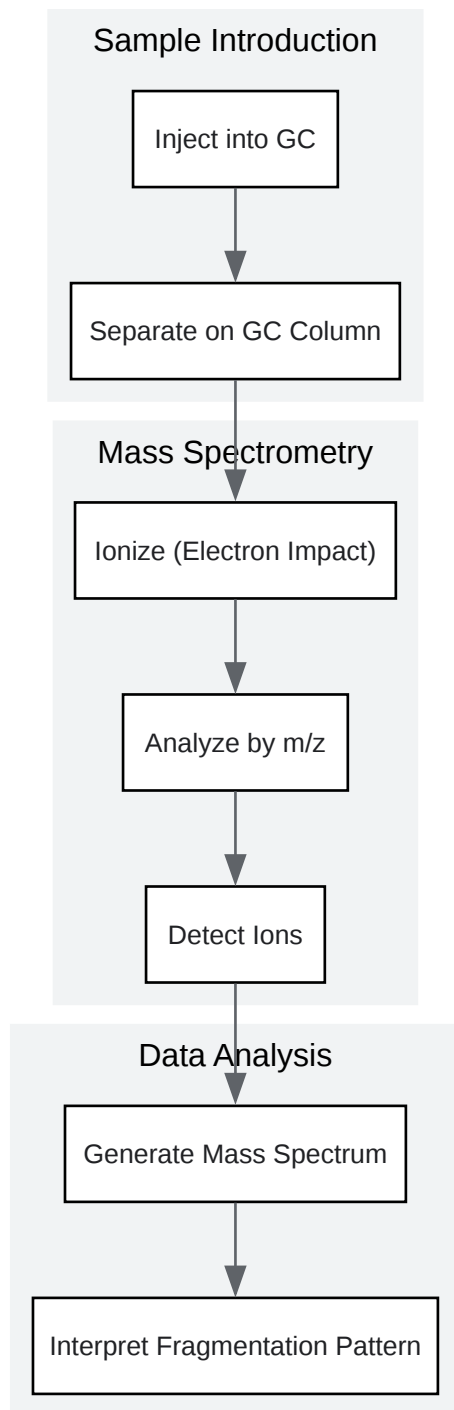 Sample Introduction
Inject into GC
Separate on GC Column
Mass Spectrometry
Ionize (Electron Impact)
Analyze by m/z
Detect Ions
Data Analysis
Generate Mass Spectrum
Interpret Fragmentation Pattern